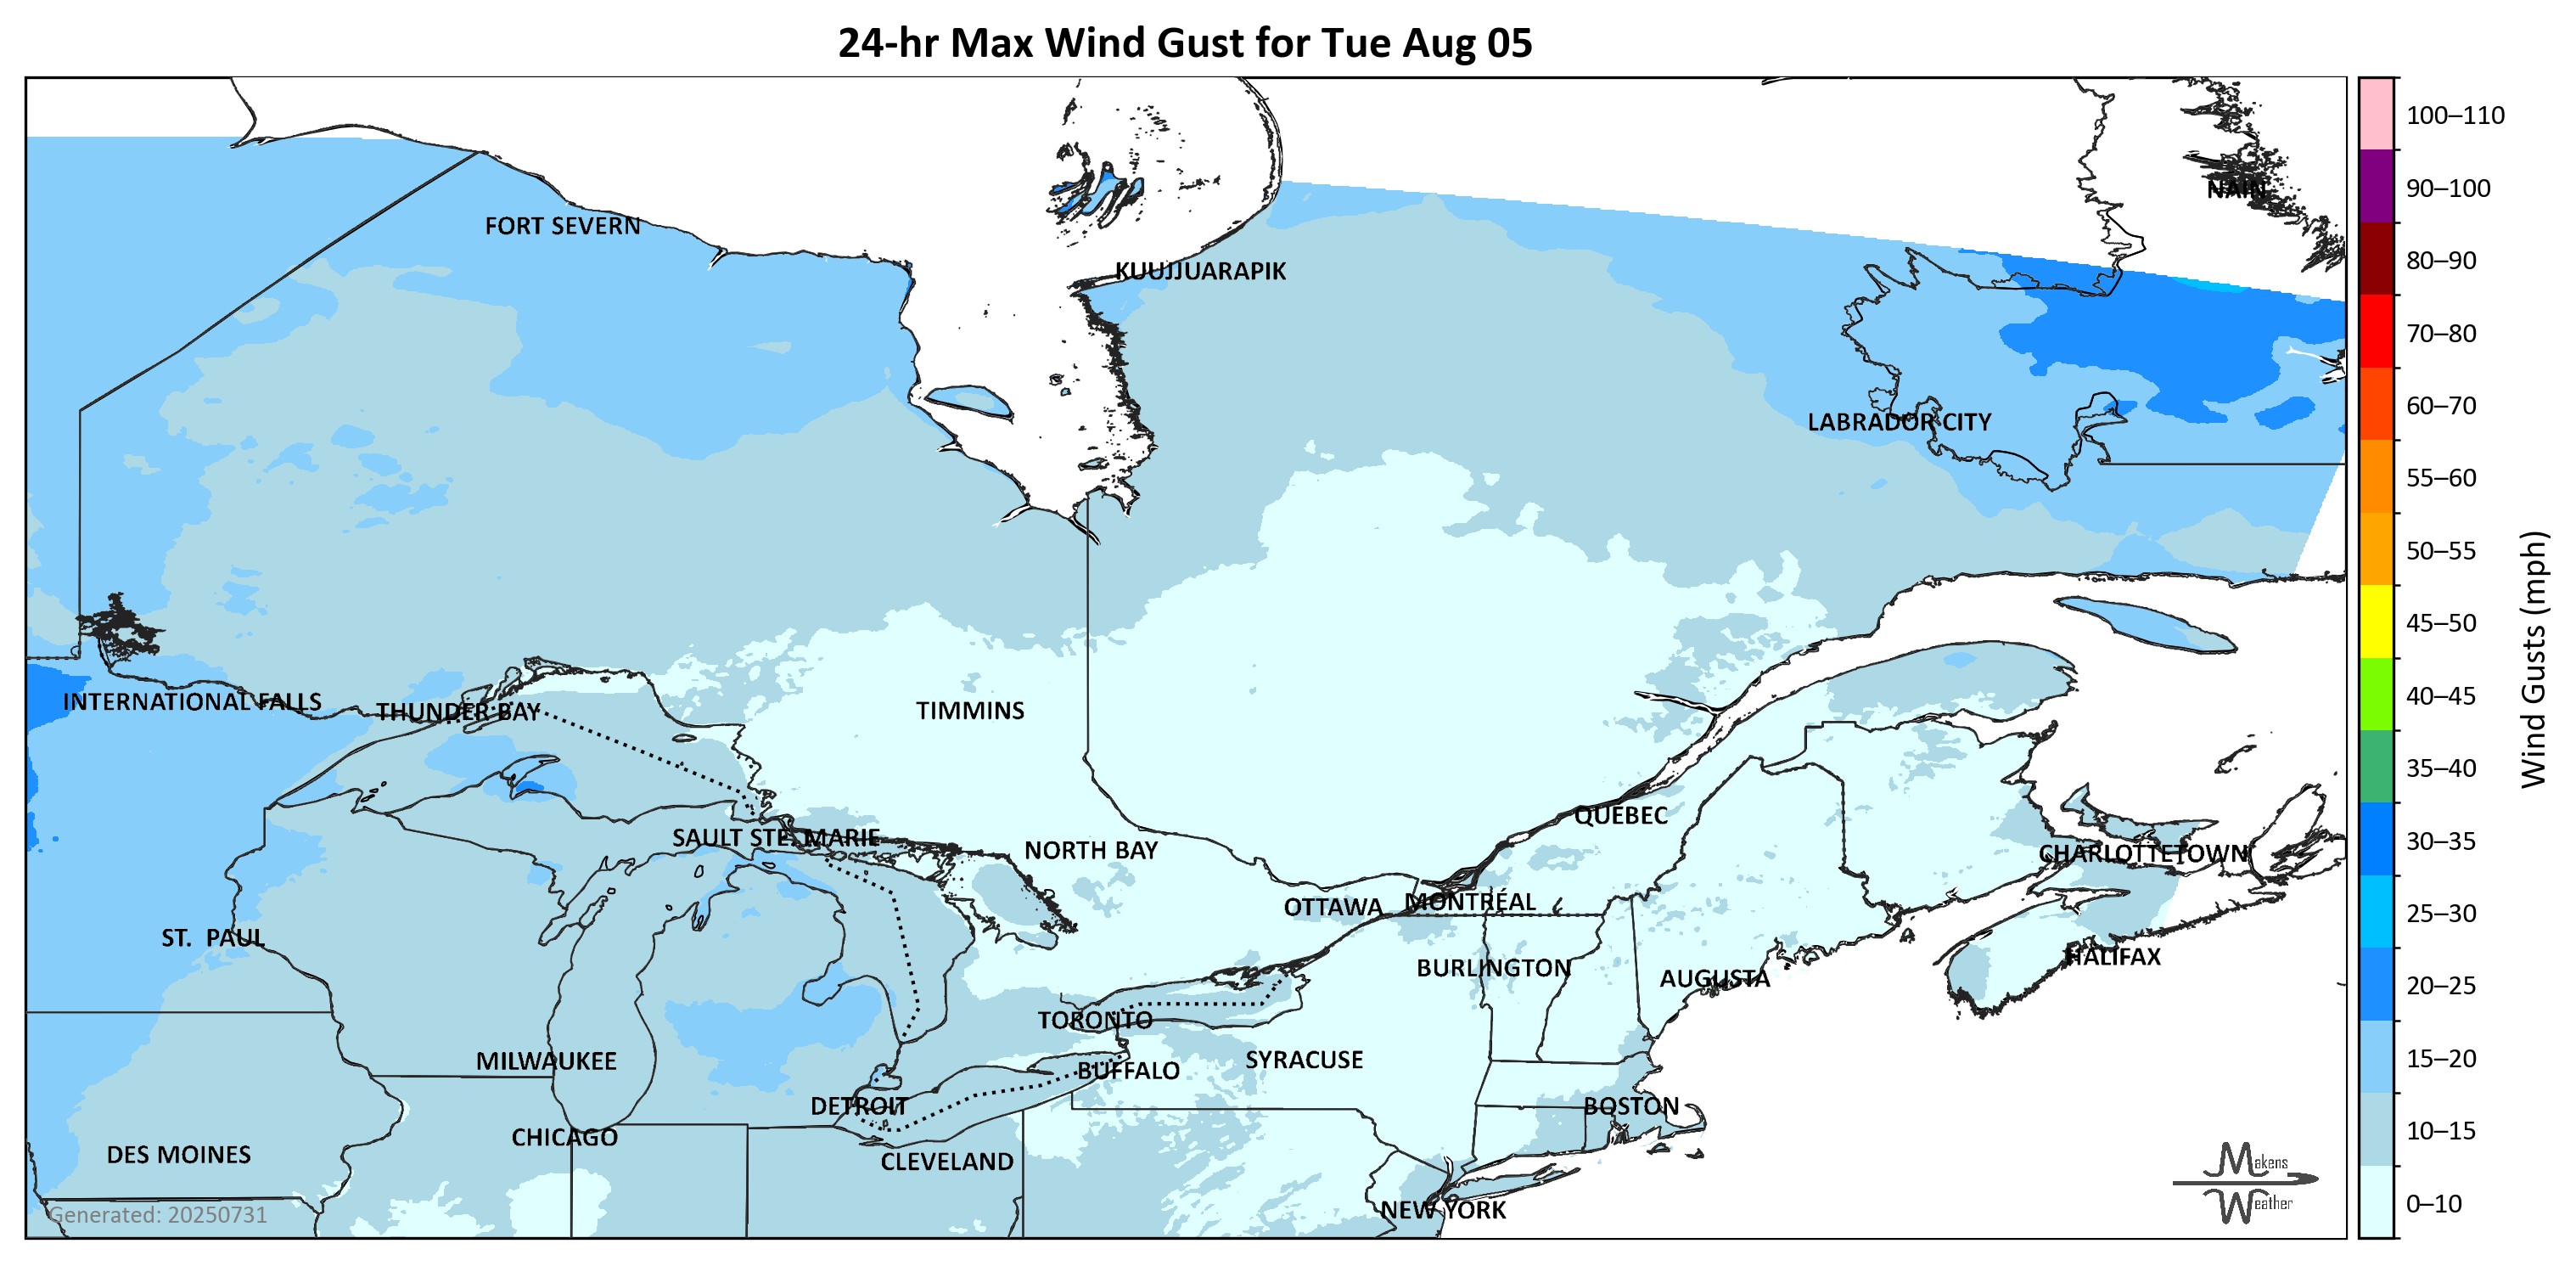 24-hr Max Wind Gust for Tue Aug 05
100–110
90–100
NAIN
FORT SEVERN
80–90
KUUJJUARAPIK
70–80
60–70
LABRADOR CITY
55–60
50–55
45–50
Wind Gusts (mph)
40–45
INTERNATIONAL FALLS
THUNDER BAY
TIMMINS
35–40
QUÉBEC
SAULT STE. MARIE
30–35
NORTH BAY
CHARLOTTETOWN
OTTAWA
MONTRÉAL
25–30
ST. PAUL
HALIFAX
BURLINGTON
AUGUSTA
20–25
TORONTO
MILWAUKEE
SYRACUSE
15–20
BUFFALO
DETROIT
BOSTON
CHICAGO
10–15
DES MOINES
CLEVELAND
Makens
Weather
0–10
NEW YORK
Generated: 20250731